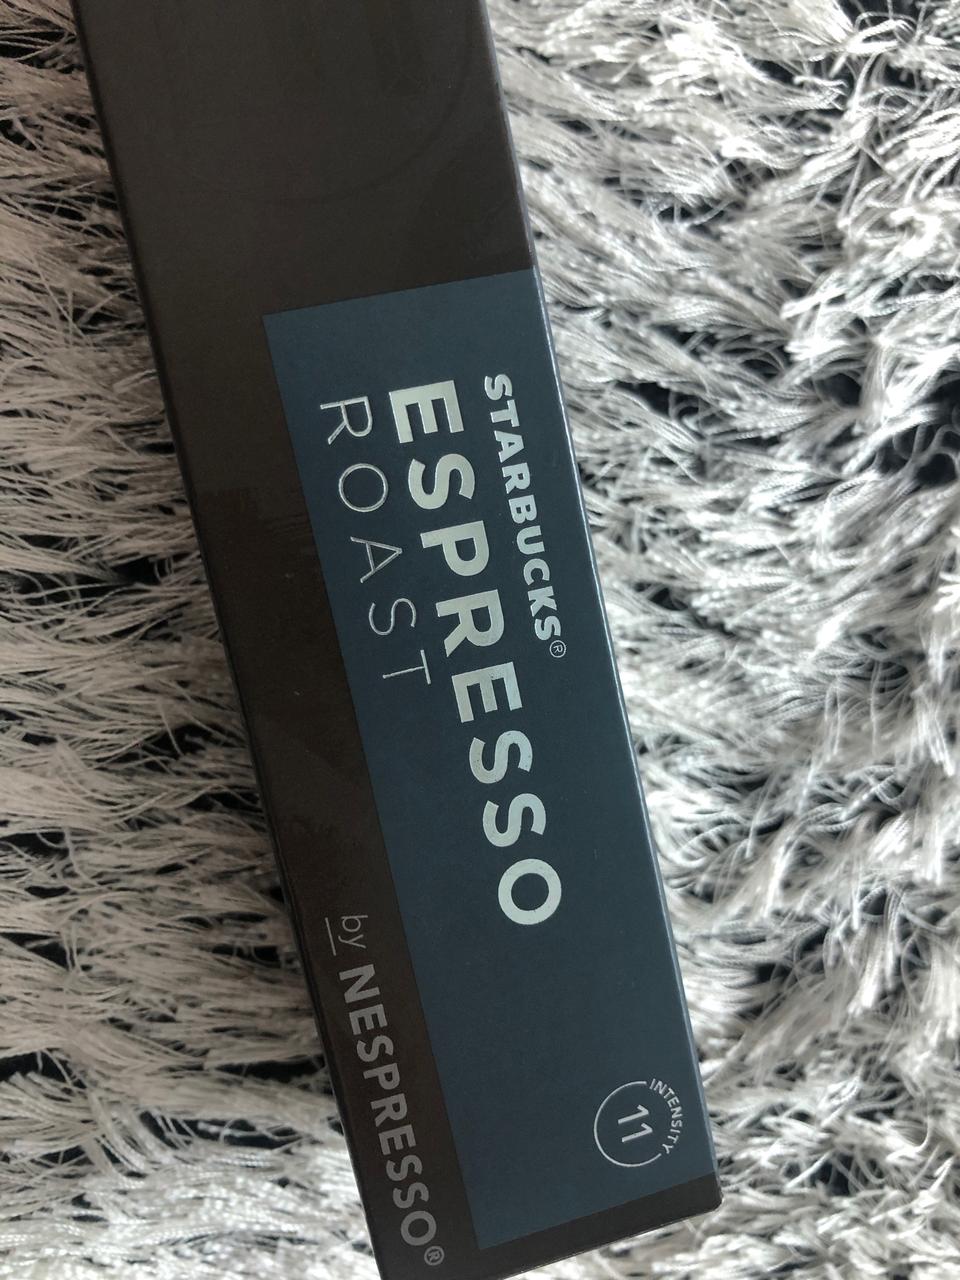 STARBUCKS®
ESPRESSO
ROAST
by NESPRESSO®
INTENSITY
11